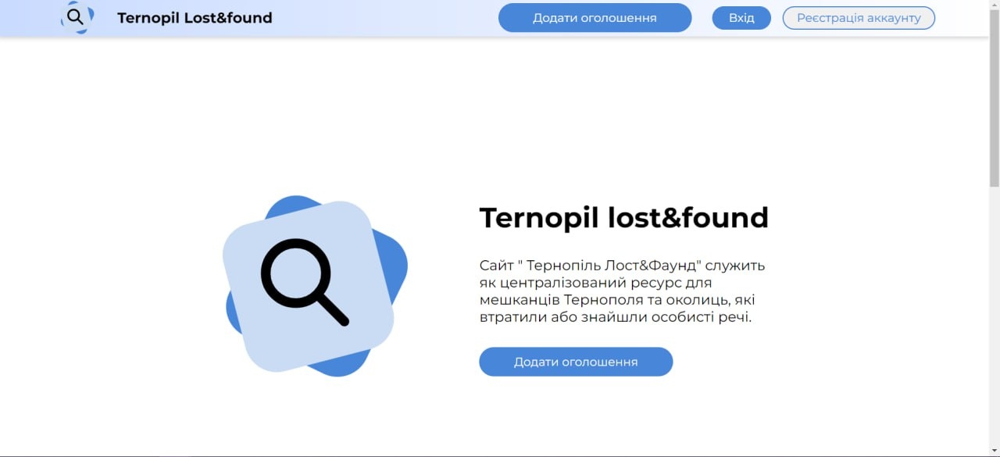 Ternopil Lost&found
Додати оголошення
Вхід
Реєстрація аккаунту
Ternopil lost&found
Сайт " Тернопіль Лост&Фаунд" служить
як централізований ресурс для
мешканців Тернополя та околиць, які
втратили або знайшли особисті речі.
Додати оголошення